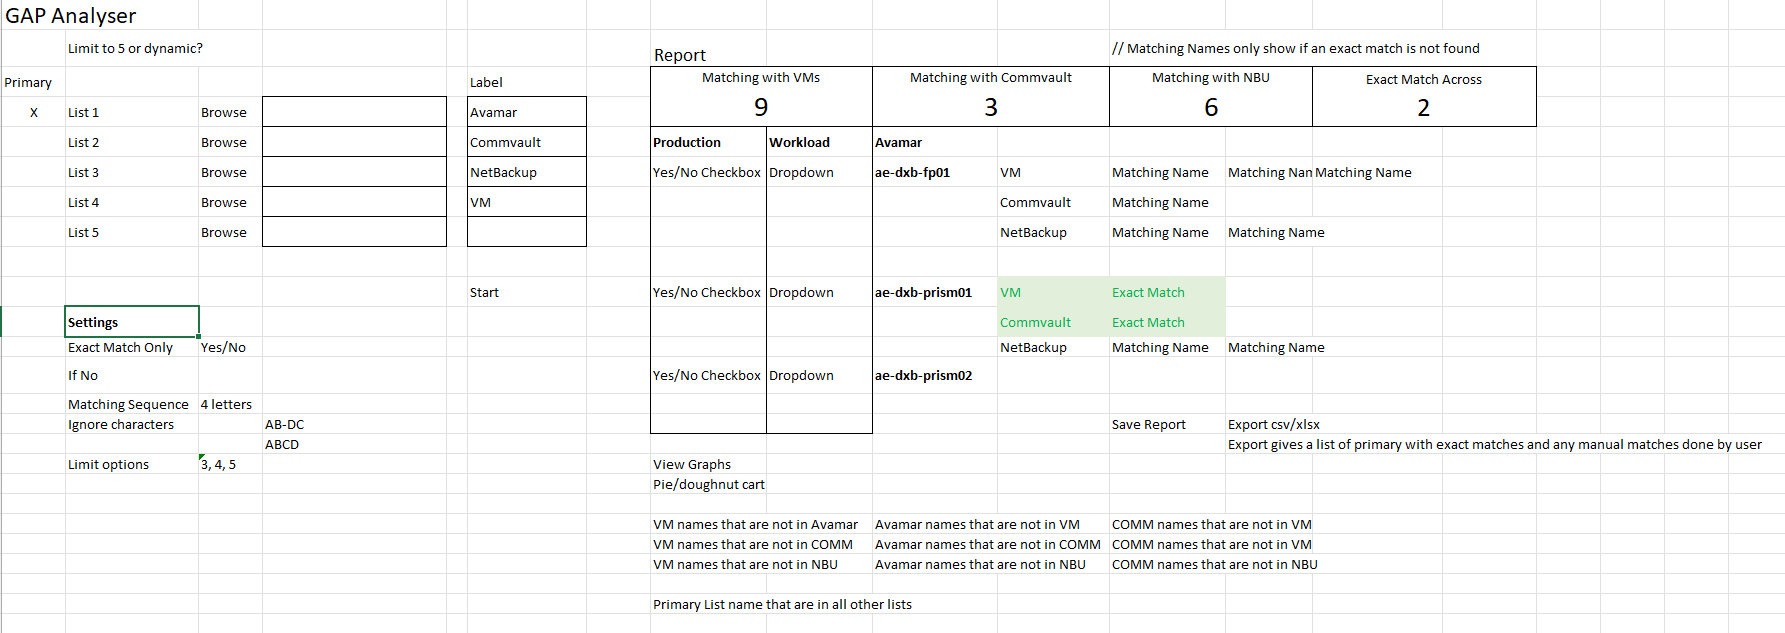 GAP Analyser
Limit to 5 or dynamic?
Report
// Matching Names only show if an exact match is not found
Primary
Label
Matching with VMs
Matching with Commvault
Matching with NBU
Exact Match Across
9
3
6
2
X List 1 Browse Avamar
List 2 Browse Commvault
Production Workload Avamar
List 3 Browse NetBackup
Yes/No Checkbox Dropdown ae-dxb-fp01 VM Matching Name Matching Nan Matching Name
List 4 Browse VM
Commvault Matching Name
List 5 Browse
NetBackup Matching Name Matching Name
Start
Yes/No Checkbox Dropdown ae-dxb-prism01 VM Exact Match
Settings
Commvault Exact Match
Exact Match Only Yes/No
NetBackup Matching Name Matching Name
If No
Yes/No Checkbox Dropdown ae-dxb-prism02
Matching Sequence 4 letters
Ignore characters AB-DC
Save Report Export csv/xlsx
ABCD
Export gives a list of primary with exact matches and any manual matches done by user
Limit options 3, 4, 5
View Graphs
Pie/doughnut cart
VM names that are not in Avamar Avamar names that are not in VM COMM names that are not in VM
VM names that are not in COMM Avamar names that are not in COMM COMM names that are not in VM
VM names that are not in NBU Avamar names that are not in NBU COMM names that are not in NBU
Primary List name that are in all other lists